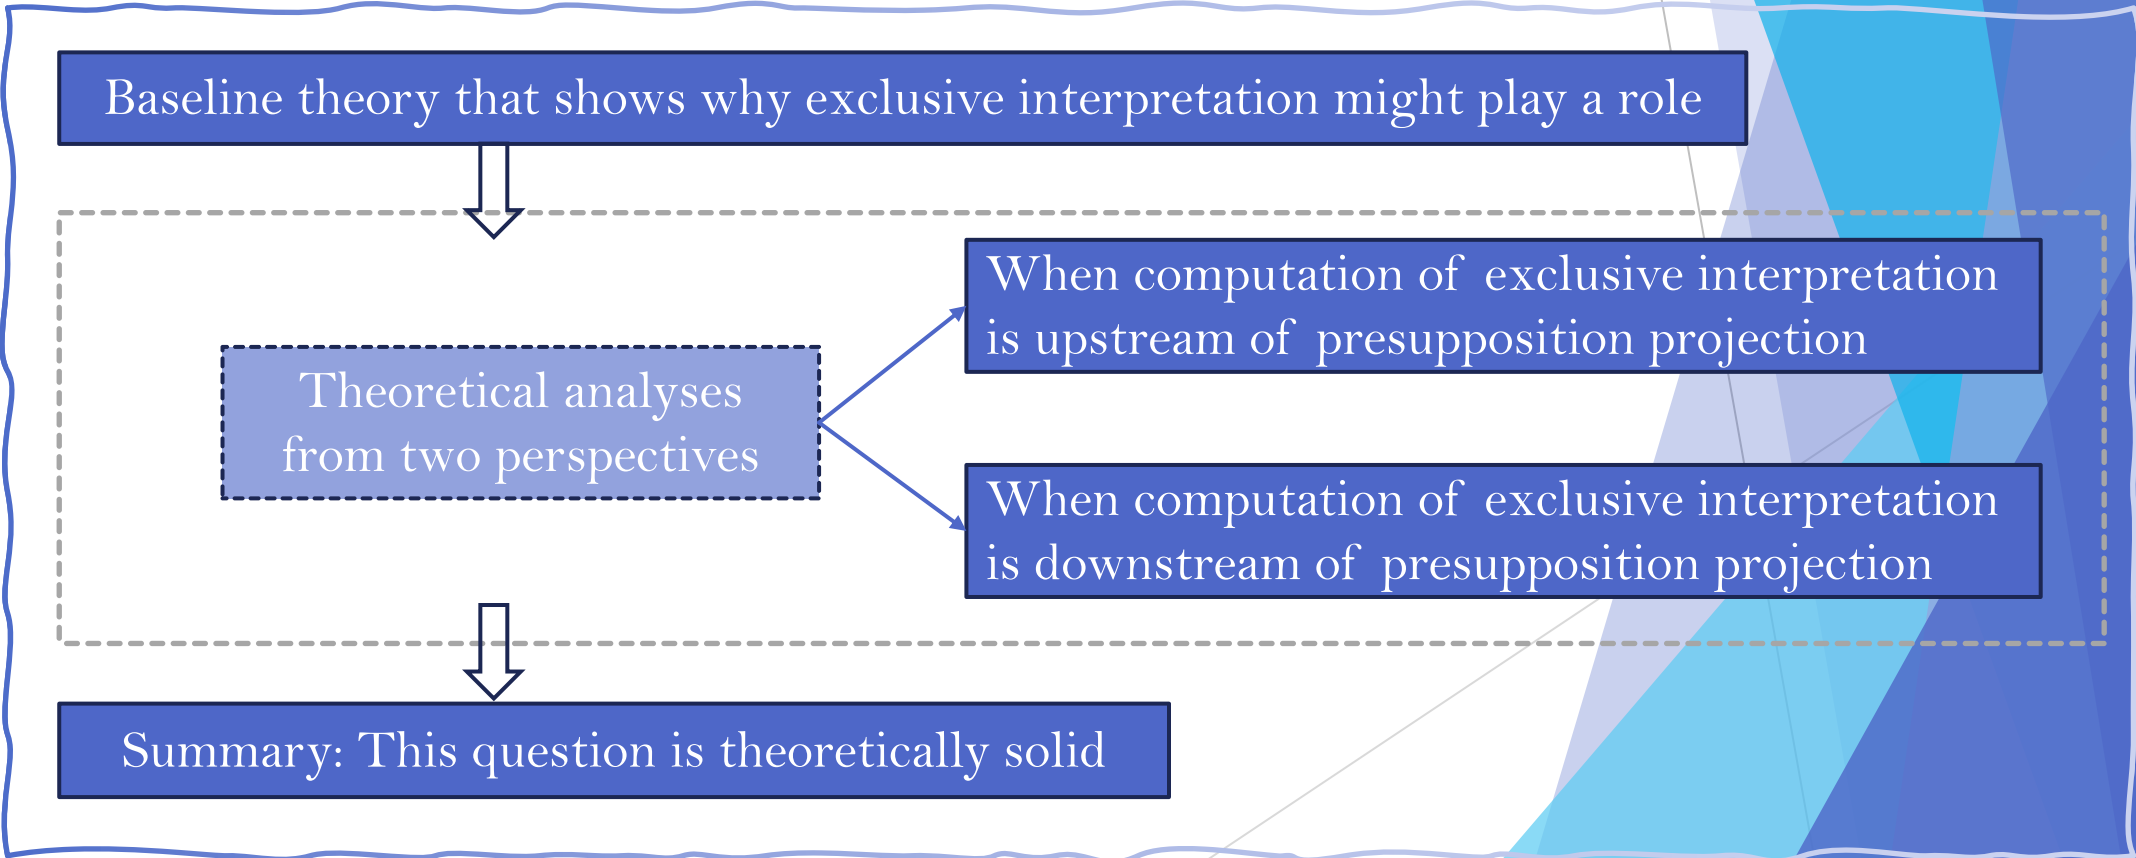 Baseline theory that shows why exclusive interpretation might play a role
Theoretical analyses
from two perspectives
When computation of exclusive interpretation
is upstream of presupposition projection
When computation of exclusive interpretation
is downstream of presupposition projection
Summary: This question is theoretically solid